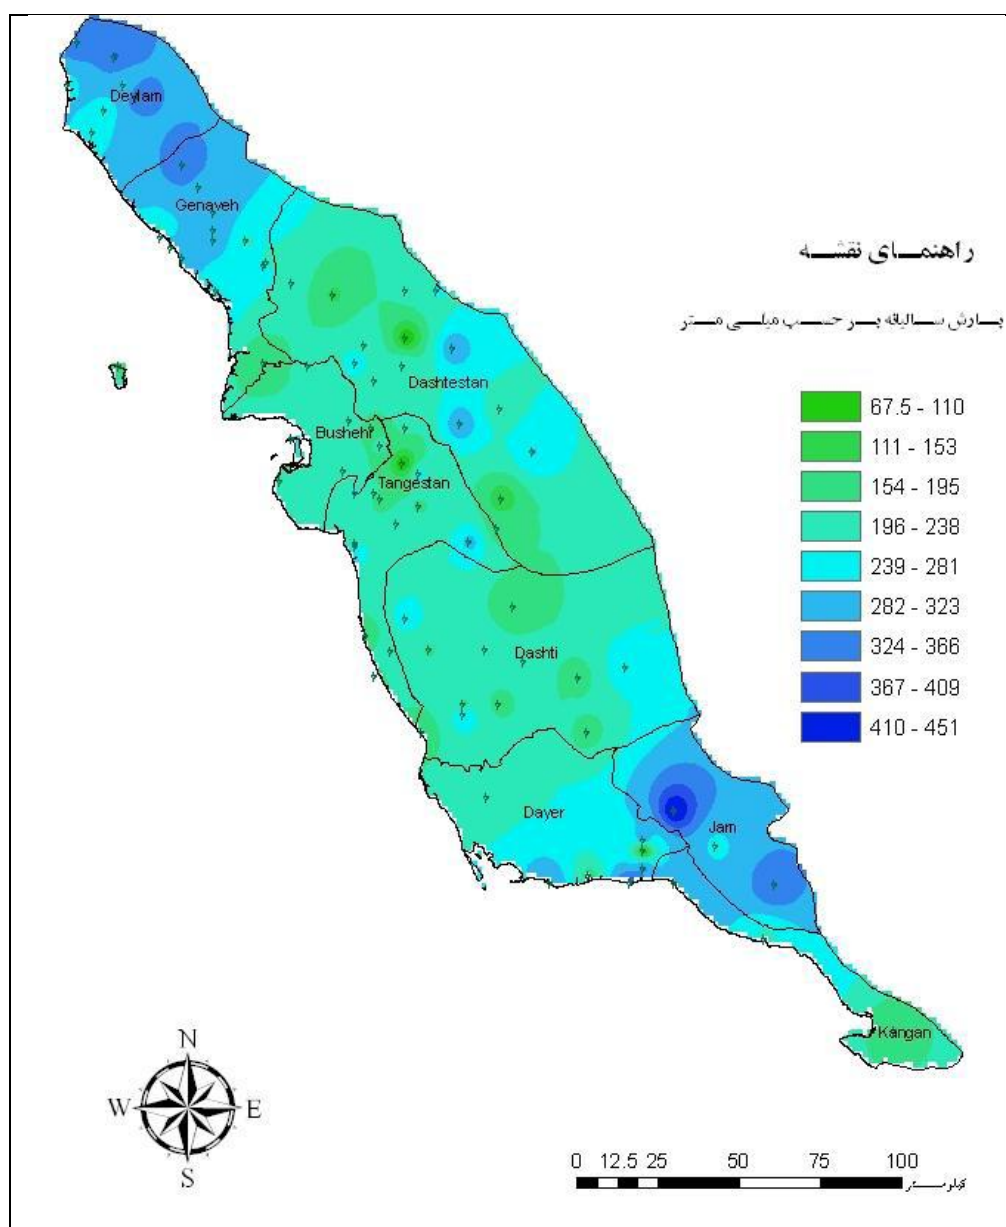 Deylam
Genaveh
راهنمای نقشه
بارش سالیانه بر حسب میلی متر
Dashtestan
67.5 - 110
Bushehr
111 - 153
Tangestan
154 - 195
196 - 238
239 - 281
282 - 323
324 - 366
Dashti
367 - 409
410 - 451
Dayer
Jam
Kangan
N
W E
S
0 12.5 25 50 75 100
کیلومتر